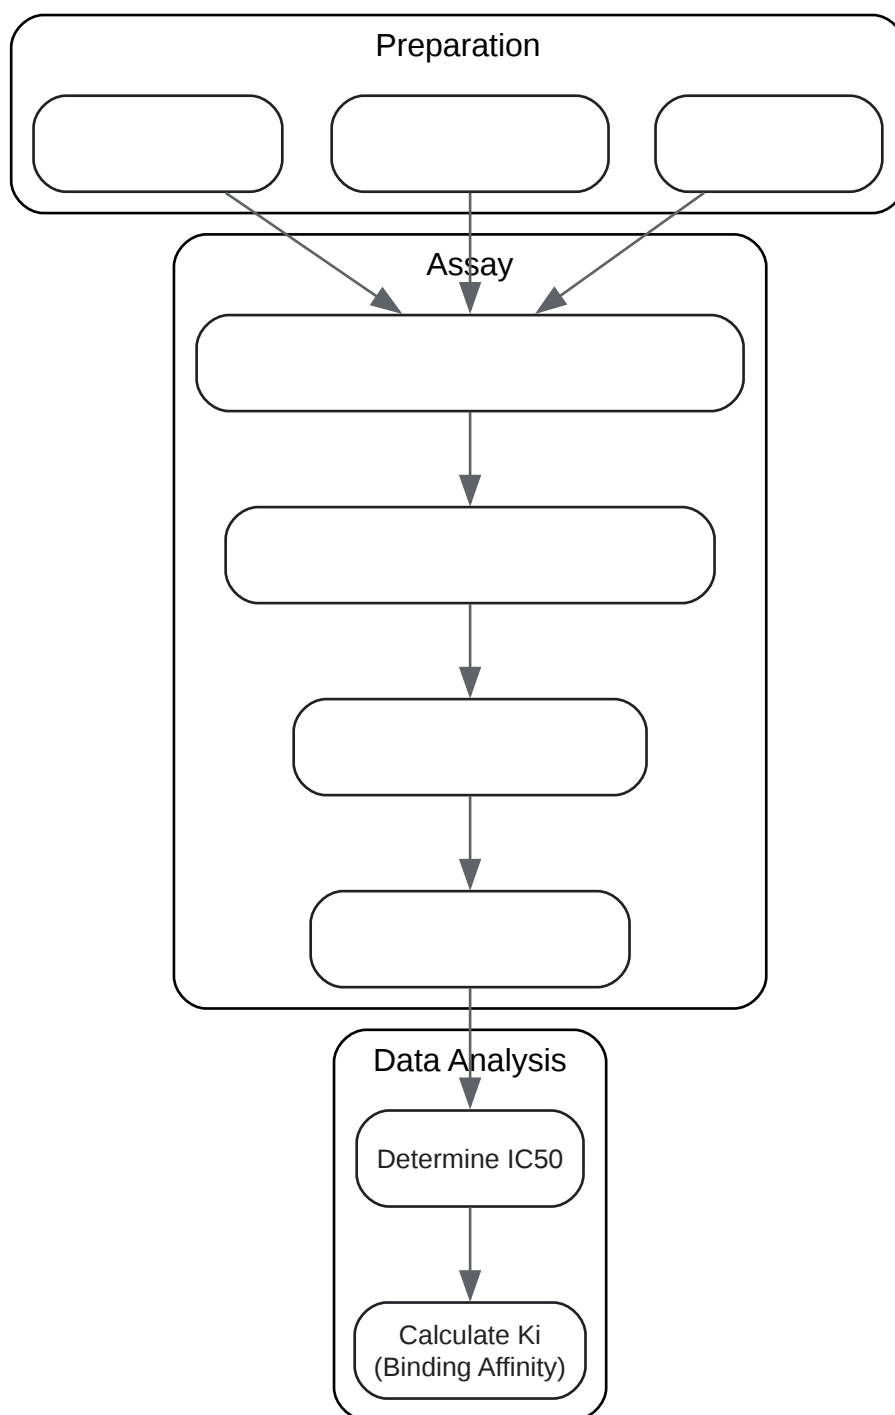 Preparation
Assay
Data Analysis
Determine IC50
Calculate Ki
(Binding Affinity)